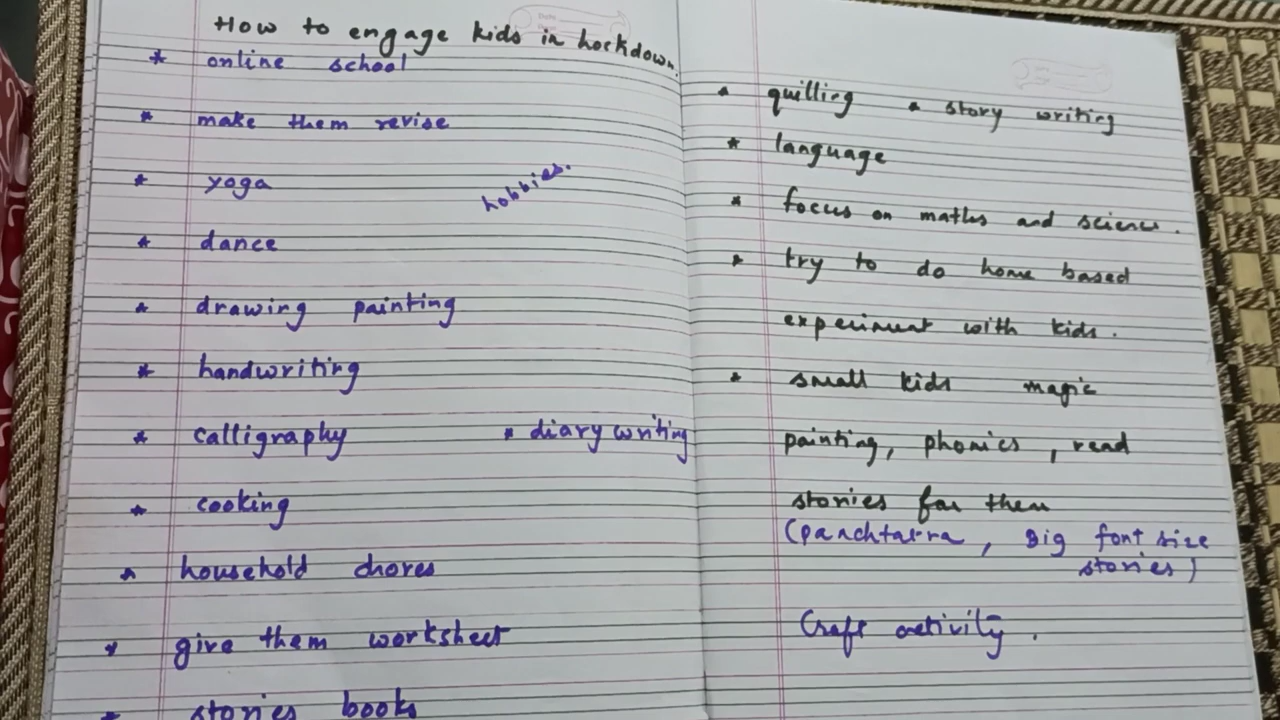 How to engage kids in Lockdown.
* online school
* make them revise
* yoga
hobbies.
* dance
* drawing painting
* handwriting
* calligraphy * diary writing
* cooking
* household chores
* give them worksheet
* stories books
* quilling * story writing
* language
* focus on maths and science.
* try to do home based
experiment with kids.
* small kids magic
painting, phonics, read
stories for them
(panchtatra, Big font size
stories)
Craft activity.